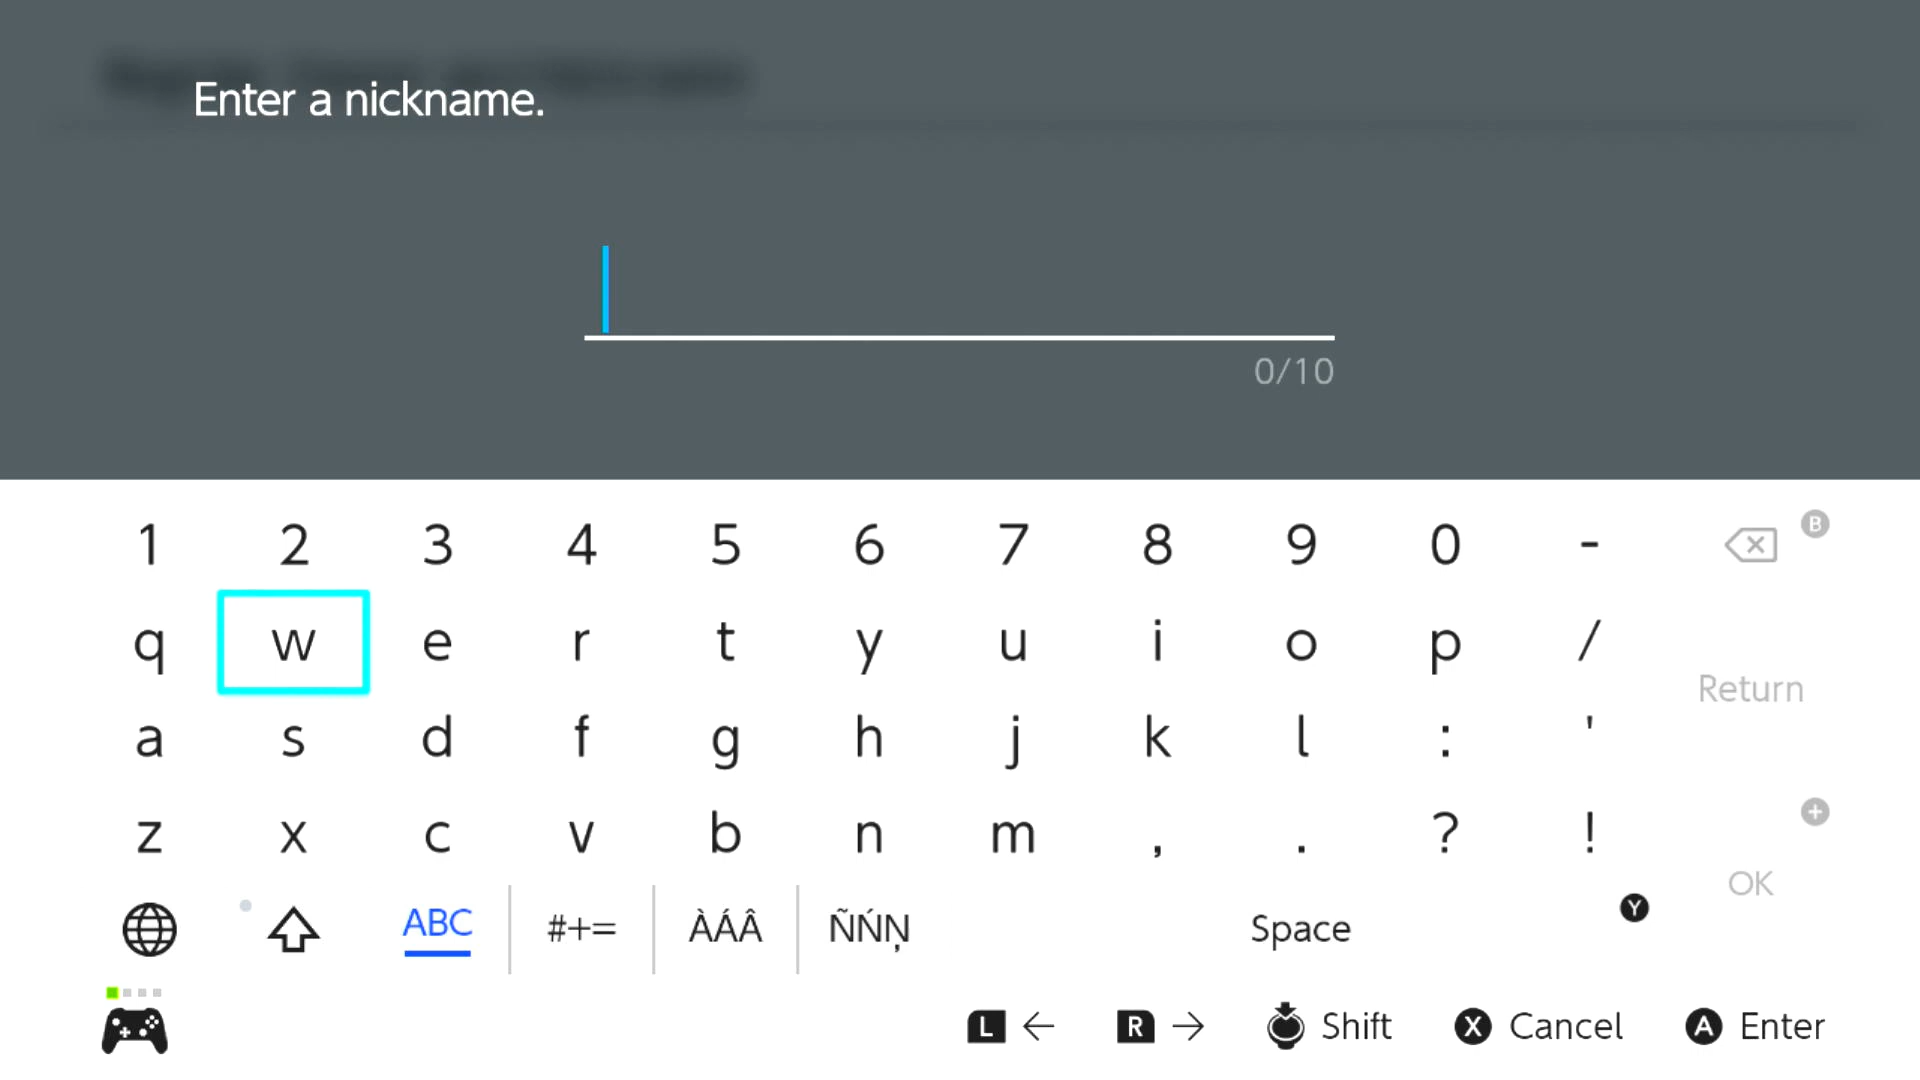 Enter a nickname.
0/10
1 2 3 4 5 6 7 8 9 0 - B
q w e r t y u i o p /
Return
a s d f g h j k l : '
z x c v b n m , . ? ! +
OK
ABC #+= ÀÁÂ ÑŃŅ Space Y
L ← R → Shift X Cancel A Enter